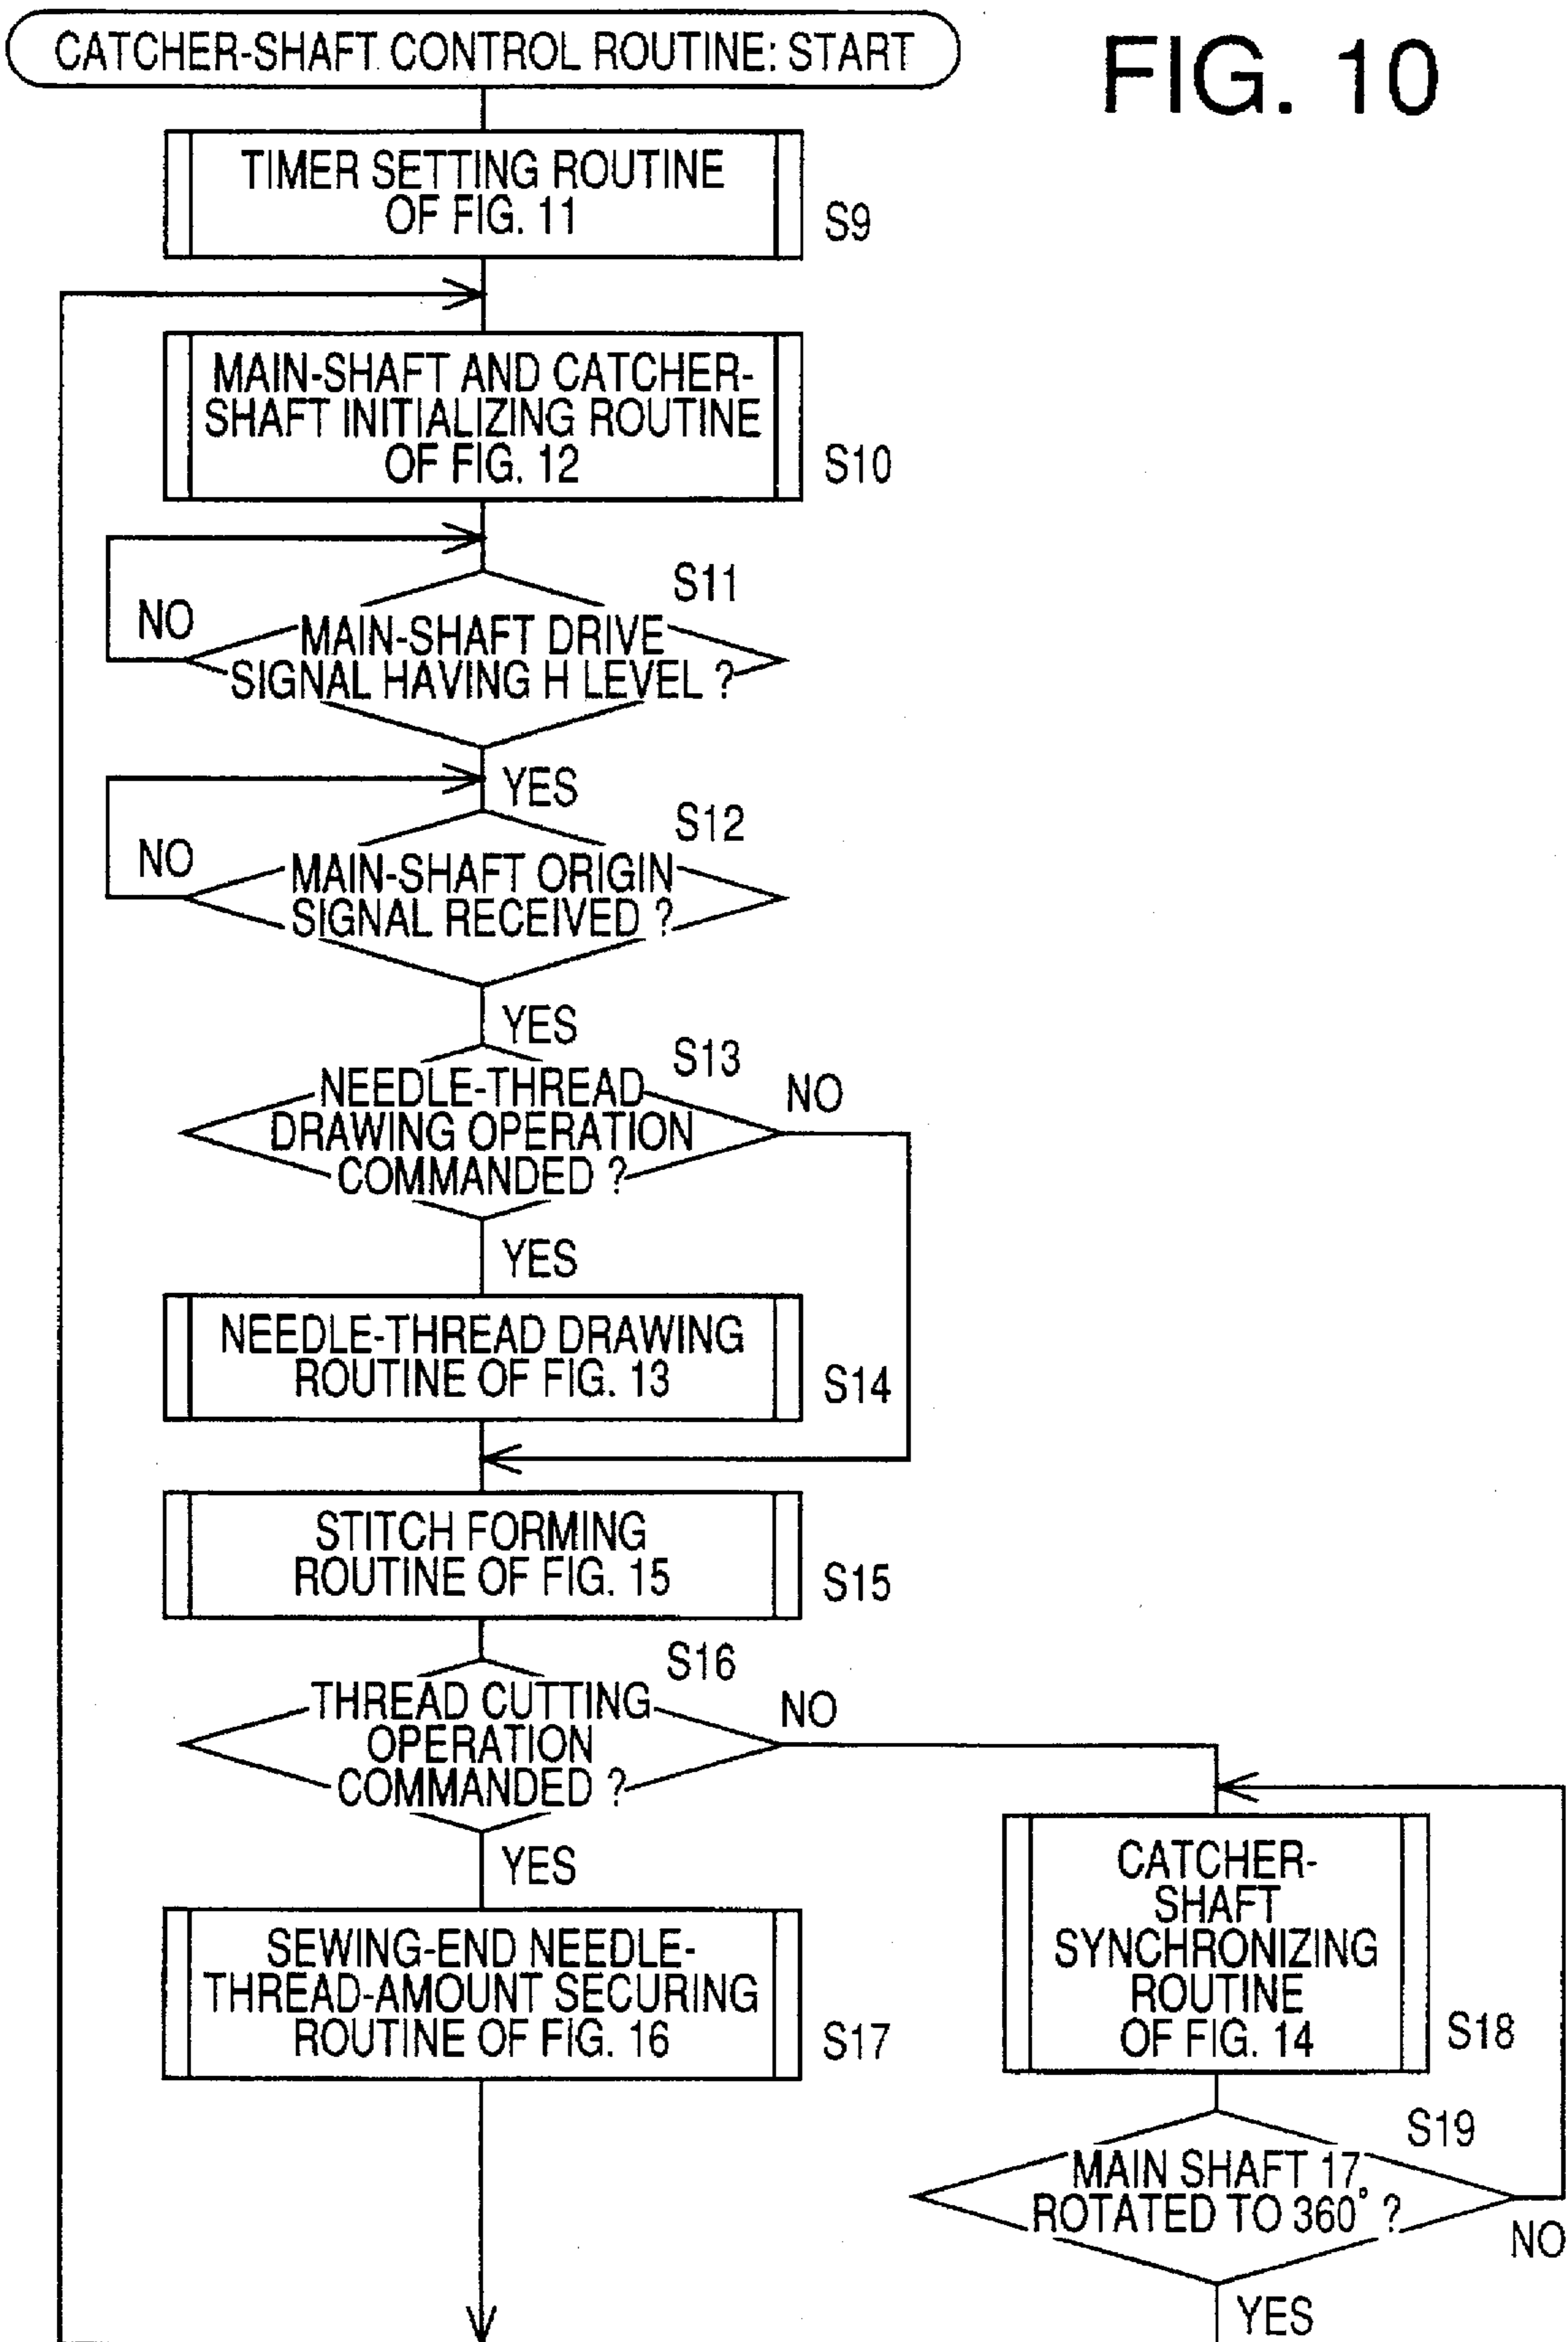 CATCHER-SHAFT CONTROL ROUTINE: START
FIG. 10
TIMER SETTING ROUTINE
OF FIG. 11
S9
MAIN-SHAFT AND CATCHER-
SHAFT INITIALIZING ROUTINE
OF FIG. 12
S10
S11
NO
MAIN-SHAFT DRIVE
SIGNAL HAVING H LEVEL ?
YES
S12
NO
MAIN-SHAFT ORIGIN
SIGNAL RECEIVED ?
YES
S13
NO
NEEDLE-THREAD
DRAWING OPERATION
COMMANDED ?
YES
NEEDLE-THREAD DRAWING
ROUTINE OF FIG. 13
S14
STITCH FORMING
ROUTINE OF FIG. 15
S15
S16
THREAD CUTTING
OPERATION
COMMANDED ?
NO
YES
SEWING-END NEEDLE-
THREAD-AMOUNT SECURING
ROUTINE OF FIG. 16
S17
CATCHER-
SHAFT
SYNCHRONIZING
ROUTINE
OF FIG. 14
S18
S19
MAIN SHAFT 17
ROTATED TO 360° ?
NO
YES